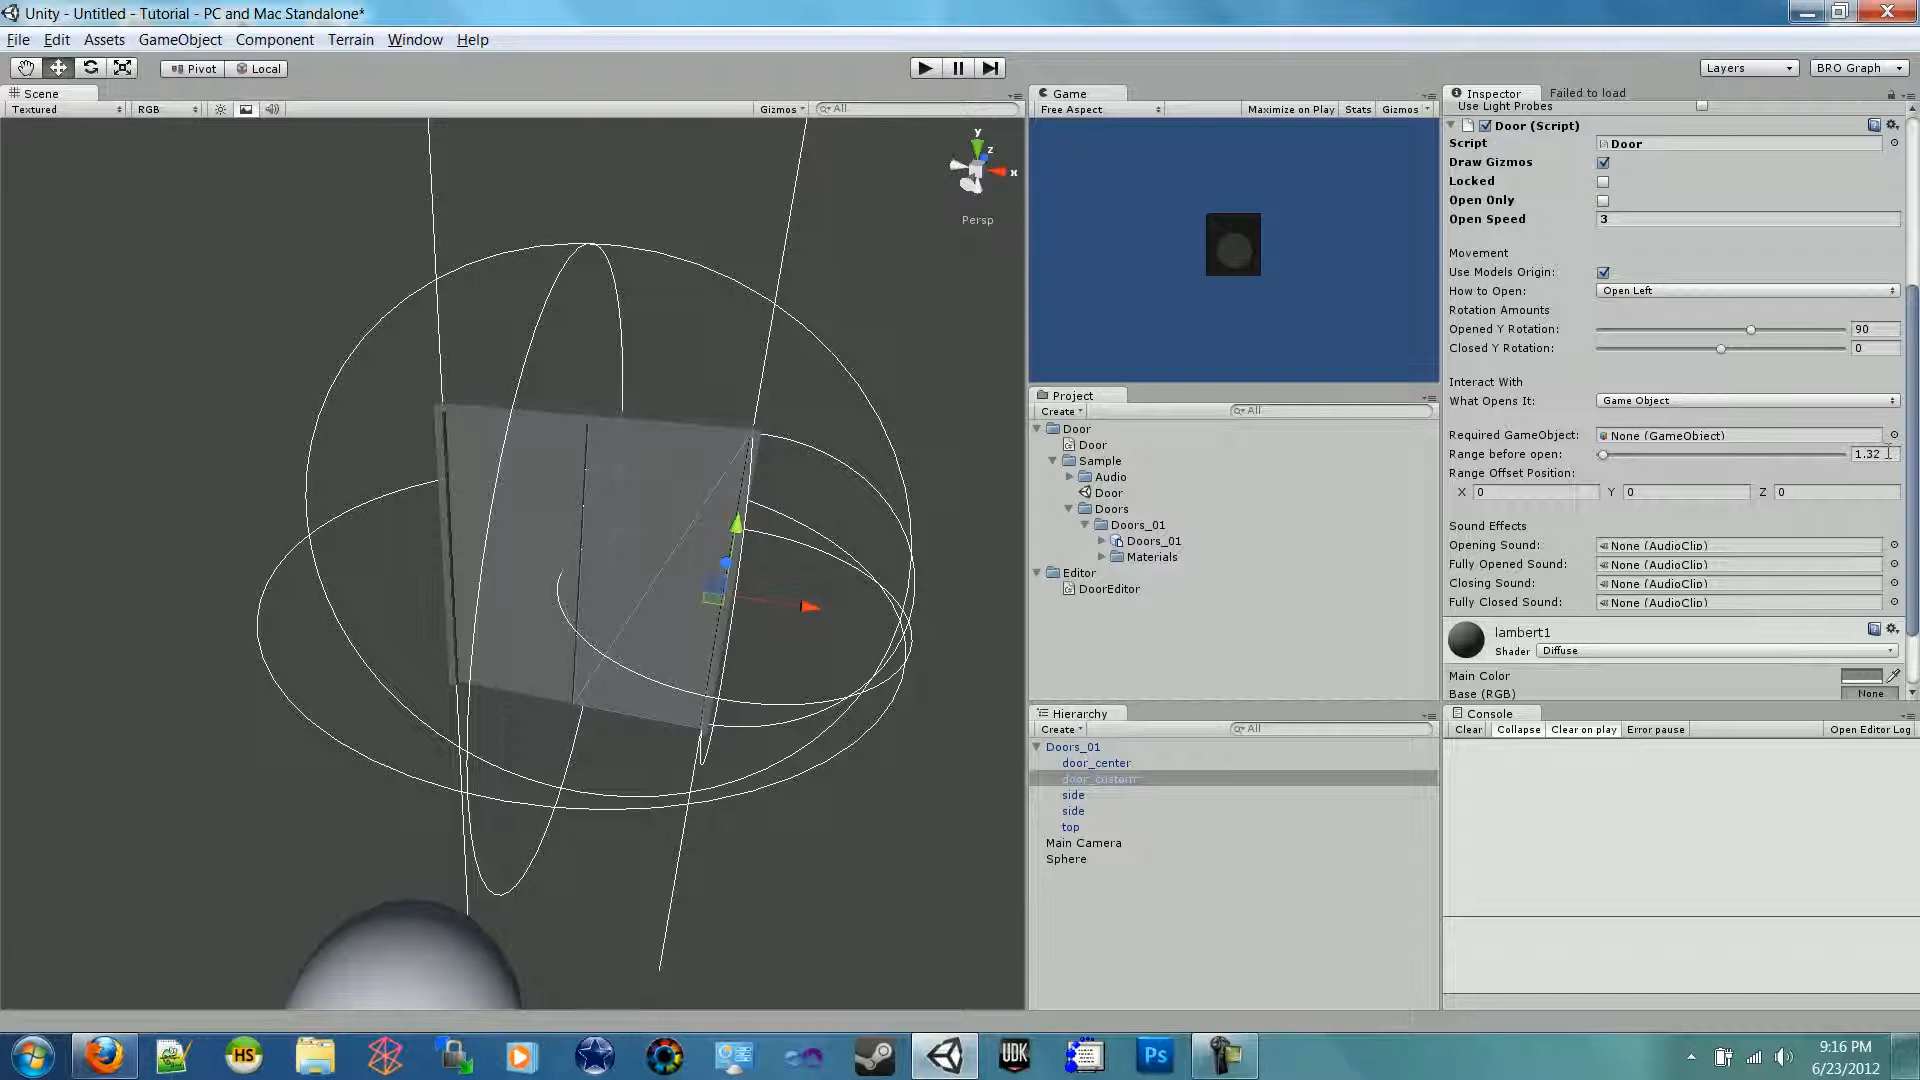 Unity - Untitled - Tutorial - PC and Mac Standalone*
File Edit Assets GameObject Component Terrain Window Help
Pivot Local
Layers
BRO Graph
Scene
Textured RGB Gizmos All
y
z
x
Persp
Game
Free Aspect Maximize on Play Stats Gizmos
Project
Create All
Door
Door
Sample
Audio
Door
Doors
Doors_01
Doors_01
Materials
Editor
DoorEditor
Hierarchy
Create All
Doors_01
door_center
door_custom
side
side
top
Main Camera
Sphere
Inspector Failed to load
Use Light Probes
Door (Script)
Script Door
Draw Gizmos
Locked
Open Only
Open Speed 3
Movement
Use Models Origin:
How to Open: Open Left
Rotation Amounts
Opened Y Rotation: 90
Closed Y Rotation: 0
Interact With
What Opens It: Game Object
Required GameObject: None (GameObject)
Range before open: 1.32
Range Offset Position:
X 0 Y 0 Z 0
Sound Effects
Opening Sound: None (AudioClip)
Fully Opened Sound: None (AudioClip)
Closing Sound: None (AudioClip)
Fully Closed Sound: None (AudioClip)
lambert1
Shader Diffuse
Main Color
Base (RGB) None
Console
Clear Collapse Clear on play Error pause Open Editor Log
HS
UDK
Ps
9:16 PM
6/23/2012